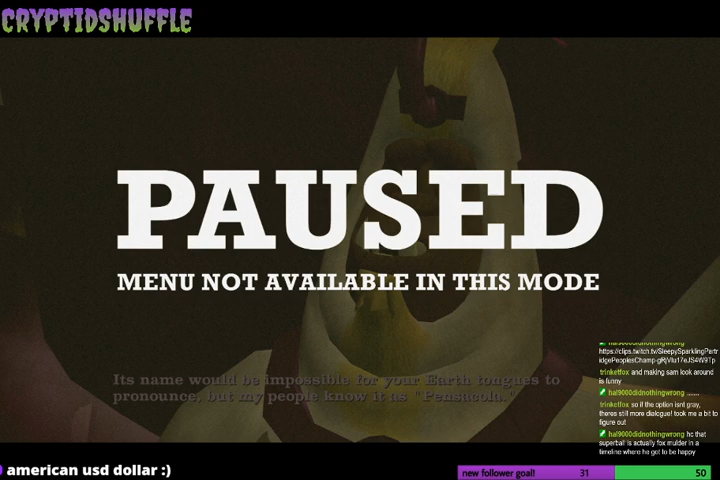 CRYPTIDSHUFFLE
PAUSED
MENU NOT AVAILABLE IN THIS MODE
Its name would be impossible for your Earth tongues to
pronounce, but my people know it as "Pensacola."
hal9000didnothingwrong
https://clips.twitch.tv/SleepySparklingPartr
trinketfox and making sam look around
is funny
hal9000didnothingwrong .......
trinketfox so if the option isnt gray,
theres still more dialogue! took me a bit to
figure out
hal9000didnothingwrong hc that
superball is actually fox mulder in a
timeline where he got to be happy
american usd dollar :)
new follower goal! 31 50